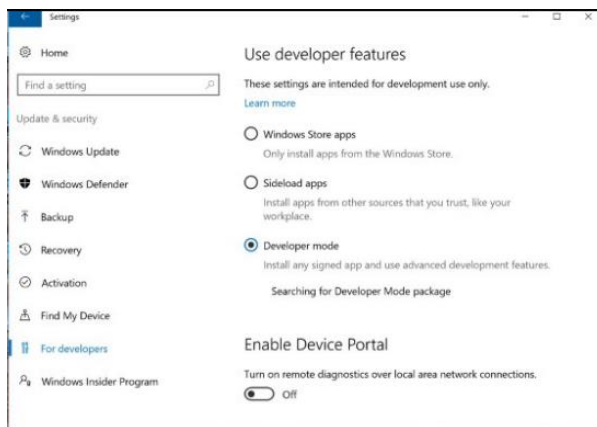 Settings
Home
Find a setting
Update & security
Windows Update
Windows Defender
Backup
Recovery
Activation
Find My Device
For developers
Windows Insider Program
Use developer features
These settings are intended for development use only.
Learn more
Windows Store apps
Only install apps from the Windows Store.
Sideload apps
Install apps from other sources that you trust, like your
workplace.
Developer mode
Install any signed app and use advanced development features.
Searching for Developer Mode package
Enable Device Portal
Turn on remote diagnostics over local area network connections.
Off